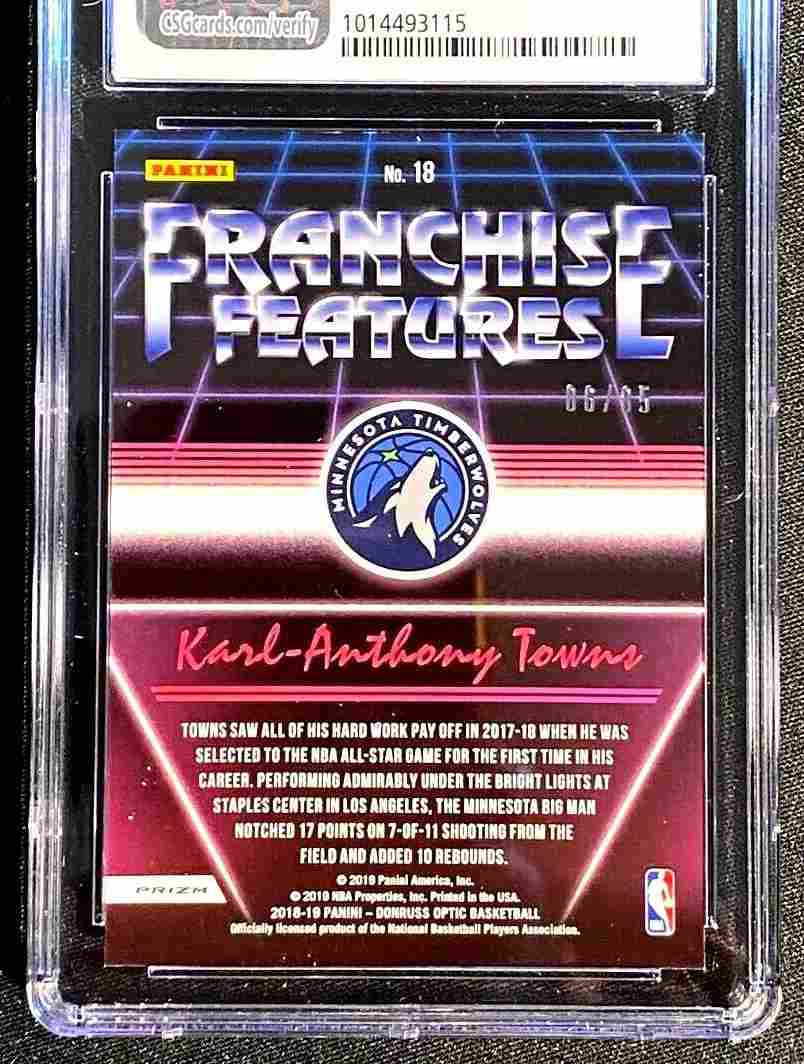 CSGcards.com/verify
1014493115
PANINI
No. 18
FRANCHISE
FEATURES
MINNESOTA TIMBERWOLVES
Karl-Anthony Towns
TOWNS SAW ALL OF HIS HARD WORK PAY OFF IN 2017-18 WHEN HE WAS
SELECTED TO THE NBA ALL-STAR GAME FOR THE FIRST TIME IN HIS
CAREER. PERFORMING ADMIRABLY UNDER THE BRIGHT LIGHTS AT
STAPLES CENTER IN LOS ANGELES, THE MINNESOTA BIG MAN
NOTCHED 17 POINTS ON 7-OF-11 SHOOTING FROM THE
FIELD AND ADDED 10 REBOUNDS.
© 2019 Panini America, Inc.
© 2019 NBA Properties, Inc. Printed in the USA.
2018-19 PANINI – DONRUSS OPTIC BASKETBALL
Officially licensed product of the National Basketball Players Association.
PRIZM